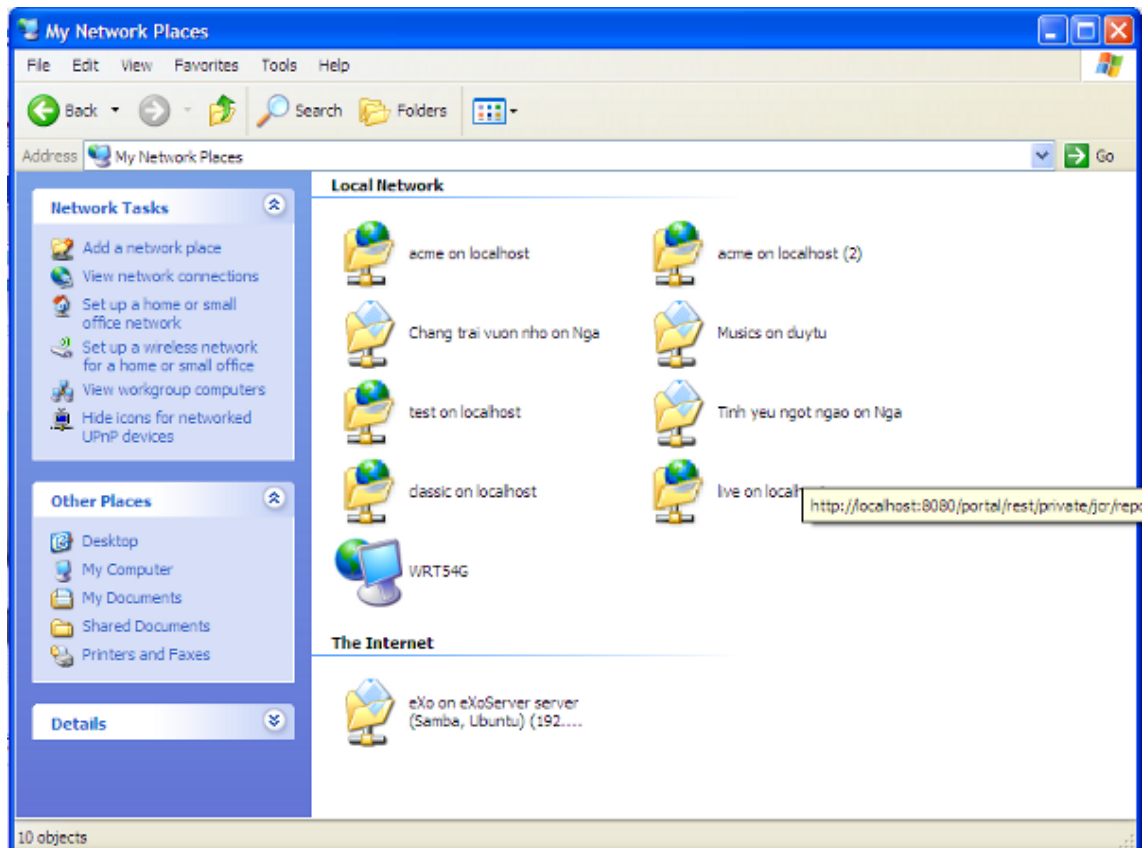 My Network Places
File Edit View Favorites Tools Help
Back Search Folders
Address My Network Places Go
Network Tasks
Add a network place
View network connections
Set up a home or small
office network
Set up a wireless network
for a home or small office
View workgroup computers
Hide icons for networked
UPnP devices
Other Places
Desktop
My Computer
My Documents
Shared Documents
Printers and Faxes
Details
Local Network
acme on localhost
acme on localhost (2)
Chang trai vuon nho on Nga
Musics on duytu
test on localhost
Tinh yeu ngot ngao on Nga
classic on localhost
live on localh
http://localhost:8080/portal/rest/private/jcr/repo
WRT54G
The Internet
eXo on eXoServer server
(Samba, Ubuntu) (192....
10 objects